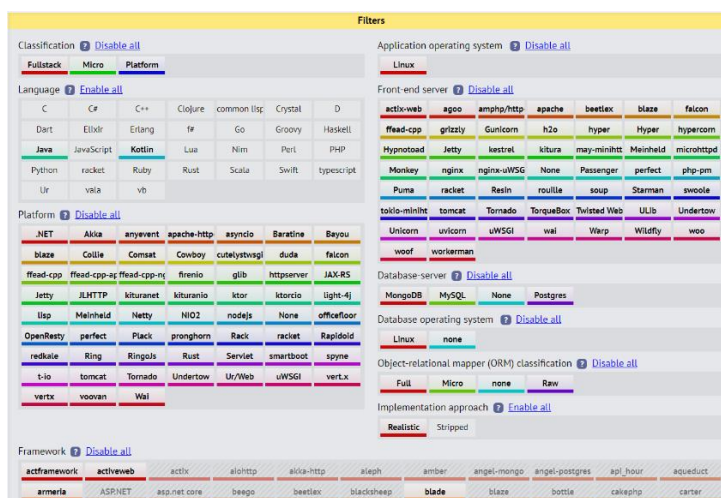 Filters
Classification ? Disable all
Fullstack Micro Platform
Language ? Enable all
C C# C++ Clojure common lisp Crystal D
Dart Elixir Erlang f# Go Groovy Haskell
Java JavaScript Kotlin Lua Nim Perl PHP
Python racket Ruby Rust Scala Swift typescript
Ur vala vb
Platform ? Disable all
.NET Akka anyevent apache-http asyncio Baratine Bayou
blaze Collie Comsat Cowboy cutelystwsgi duda falcon
ffead-cpp ffead-cpp-ap ffead-cpp-ng firenio glib httpserver JAX-RS
Jetty JLHTTP kituranet kituranio ktor ktorcio light-4j
lisp Meinheld Netty NIO2 nodejs None officefloor
OpenResty perfect Plack pronghorn Rack racket Rapidoid
redkale Ring RingoJs Rust Servlet smartboot spyne
t-io tomcat Tornado Undertow Ur/Web uWSGI vert.x
vertx voovan Wai
Application operating system ? Disable all
Linux
Front-end server ? Disable all
actix-web agoo amphp/http- apache beetlex blaze falcon
ffead-cpp grizzly Gunicorn h2o hyper Hyper hypercorn
Hypnotoad Jetty kestrel kitura may-minihtt Meinheld microhttpd
Monkey nginx nginx-uWSG None Passenger perfect php-pm
Puma racket Resin rouille soup Starman swoole
tokio-miniht tomcat Tornado TorqueBox Twisted Web ULib Undertow
Unicorn uvicorn uWSGI wai Warp Wildfly woo
woof workerman
Database-server ? Disable all
MongoDB MySQL None Postgres
Database operating system ? Disable all
Linux none
Object-relational mapper (ORM) classification ? Disable all
Full Micro none Raw
Implementation approach ? Enable all
Realistic Stripped
Framework ? Disable all
actframework activeweb actix aiohttp akka-http aleph amber angel-mongo angel-postgres api_hour aqueduct
armeria ASP.NET asp.net core beego beetlex blacksheep blade blaze bottle cakephp carter